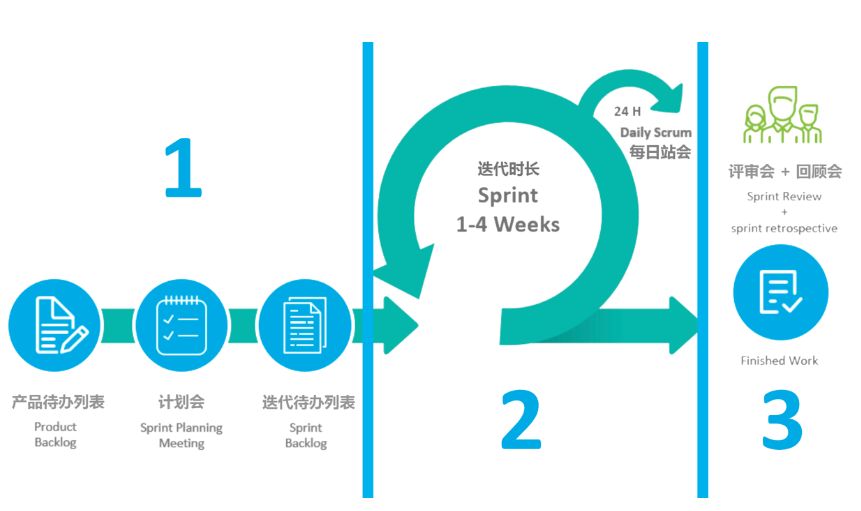 1
产品待办列表
Product
Backlog
计划会
Sprint Planning
Meeting
迭代待办列表
Sprint
Backlog
24 H
Daily Scrum
每日站会
迭代时长
Sprint
1-4 Weeks
2
评审会 + 回顾会
Sprint Review
+
sprint retrospective
Finished Work
3